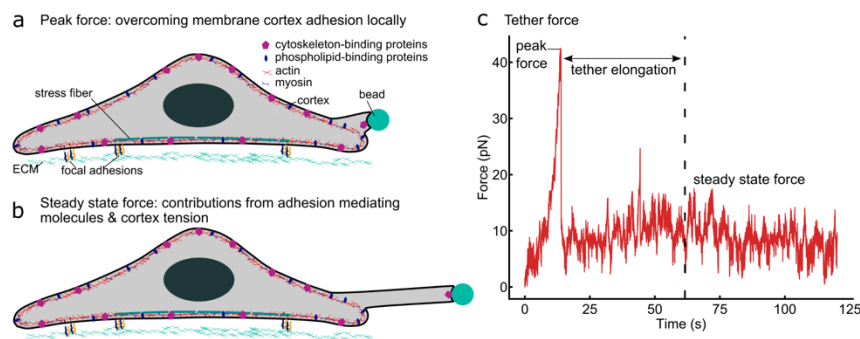 a Peak force: overcoming membrane cortex adhesion locally
cytoskeleton-binding proteins
phospholipid-binding proteins
actin
myosin
stress fiber
cortex
bead
ECM
focal adhesions
b Steady state force: contributions from adhesion mediating
molecules & cortex tension
c Tether force
peak
force
tether elongation
steady state force
Force (pN)
40
30
20
10
0
0 25 50 75 100 125
Time (s)